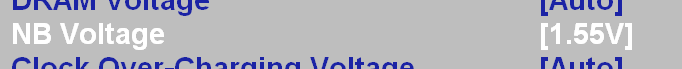 DRAM Voltage [Auto]
NB Voltage [1.55V]
Clock Over-Charging Voltage [Auto]